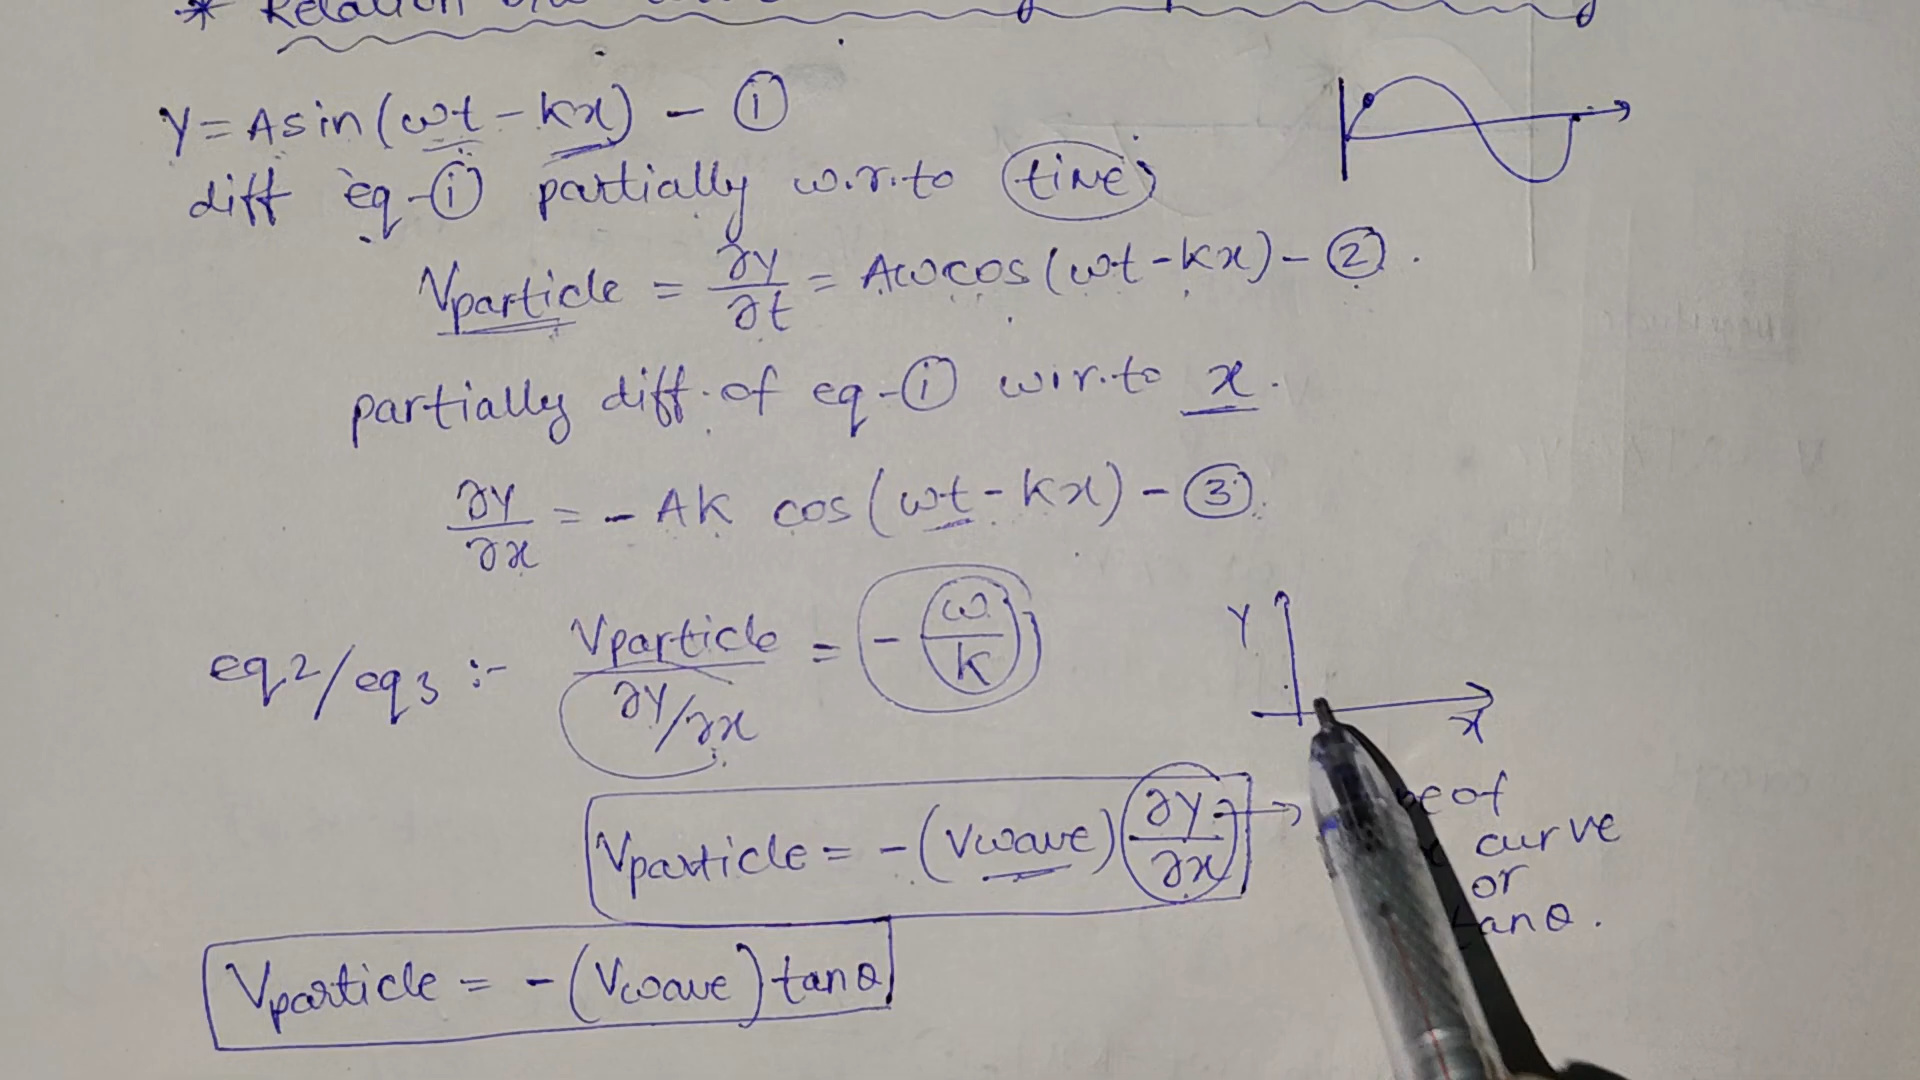 * Relation
Y = A sin (ωt - kx) - ①
diff eq-① partially w.r.to time;
Vparticle = ∂y/∂t = Aω cos (ωt - kx) - ②.
partially diff. of eq-① w.r.to x.
∂y/∂x = - AK cos (ωt - kx) - ③.
eq2/eq3 :- Vparticle / ∂y/∂x = - ω/k
Y
x
Vparticle = - (Vwave) (∂y/∂x) →
curve
or
tanθ.
Vparticle = - (Vwave) tanθ